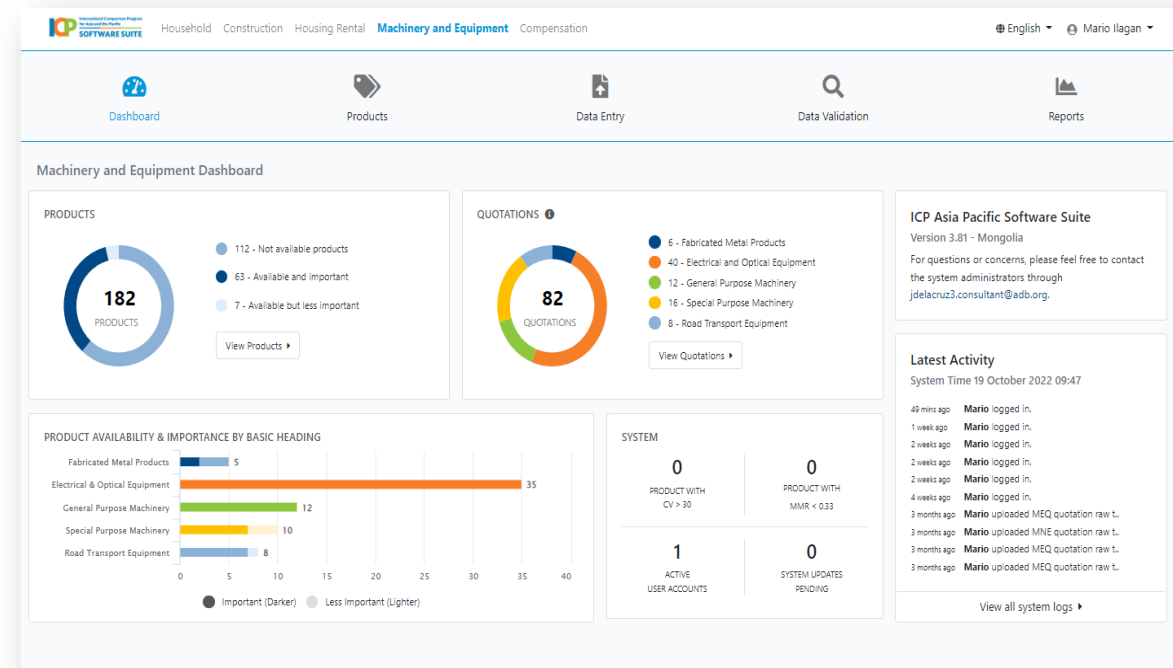 ICP International Comparison Program
for Asia and the Pacific
SOFTWARE SUITE
Household Construction Housing Rental Machinery and Equipment Compensation
English Mario Ilagan
Dashboard Products Data Entry Data Validation Reports
Machinery and Equipment Dashboard
PRODUCTS
182
PRODUCTS
112 - Not available products
63 - Available and important
7 - Available but less important
View Products
QUOTATIONS
82
QUOTATIONS
6 - Fabricated Metal Products
40 - Electrical and Optical Equipment
12 - General Purpose Machinery
16 - Special Purpose Machinery
8 - Road Transport Equipment
View Quotations
ICP Asia Pacific Software Suite
Version 3.81 - Mongolia
For questions or concerns, please feel free to contact
the system administrators through
jdelacruz3.consultant@adb.org.
PRODUCT AVAILABILITY & IMPORTANCE BY BASIC HEADING
Fabricated Metal Products 5
Electrical & Optical Equipment 35
General Purpose Machinery 12
Special Purpose Machinery 10
Road Transport Equipment 8
0 5 10 15 20 25 30 35 40
Important (Darker) Less Important (Lighter)
SYSTEM
0
PRODUCT WITH
CV > 30
0
PRODUCT WITH
MMR < 0.33
1
ACTIVE
USER ACCOUNTS
0
SYSTEM UPDATES
PENDING
Latest Activity
System Time 19 October 2022 09:47
49 mins ago Mario logged in.
1 week ago Mario logged in.
2 weeks ago Mario logged in.
2 weeks ago Mario logged in.
2 weeks ago Mario logged in.
4 weeks ago Mario logged in.
3 months ago Mario uploaded MEQ quotation raw t..
3 months ago Mario uploaded MNE quotation raw t..
3 months ago Mario uploaded MEQ quotation raw t..
3 months ago Mario uploaded MEQ quotation raw t..
View all system logs